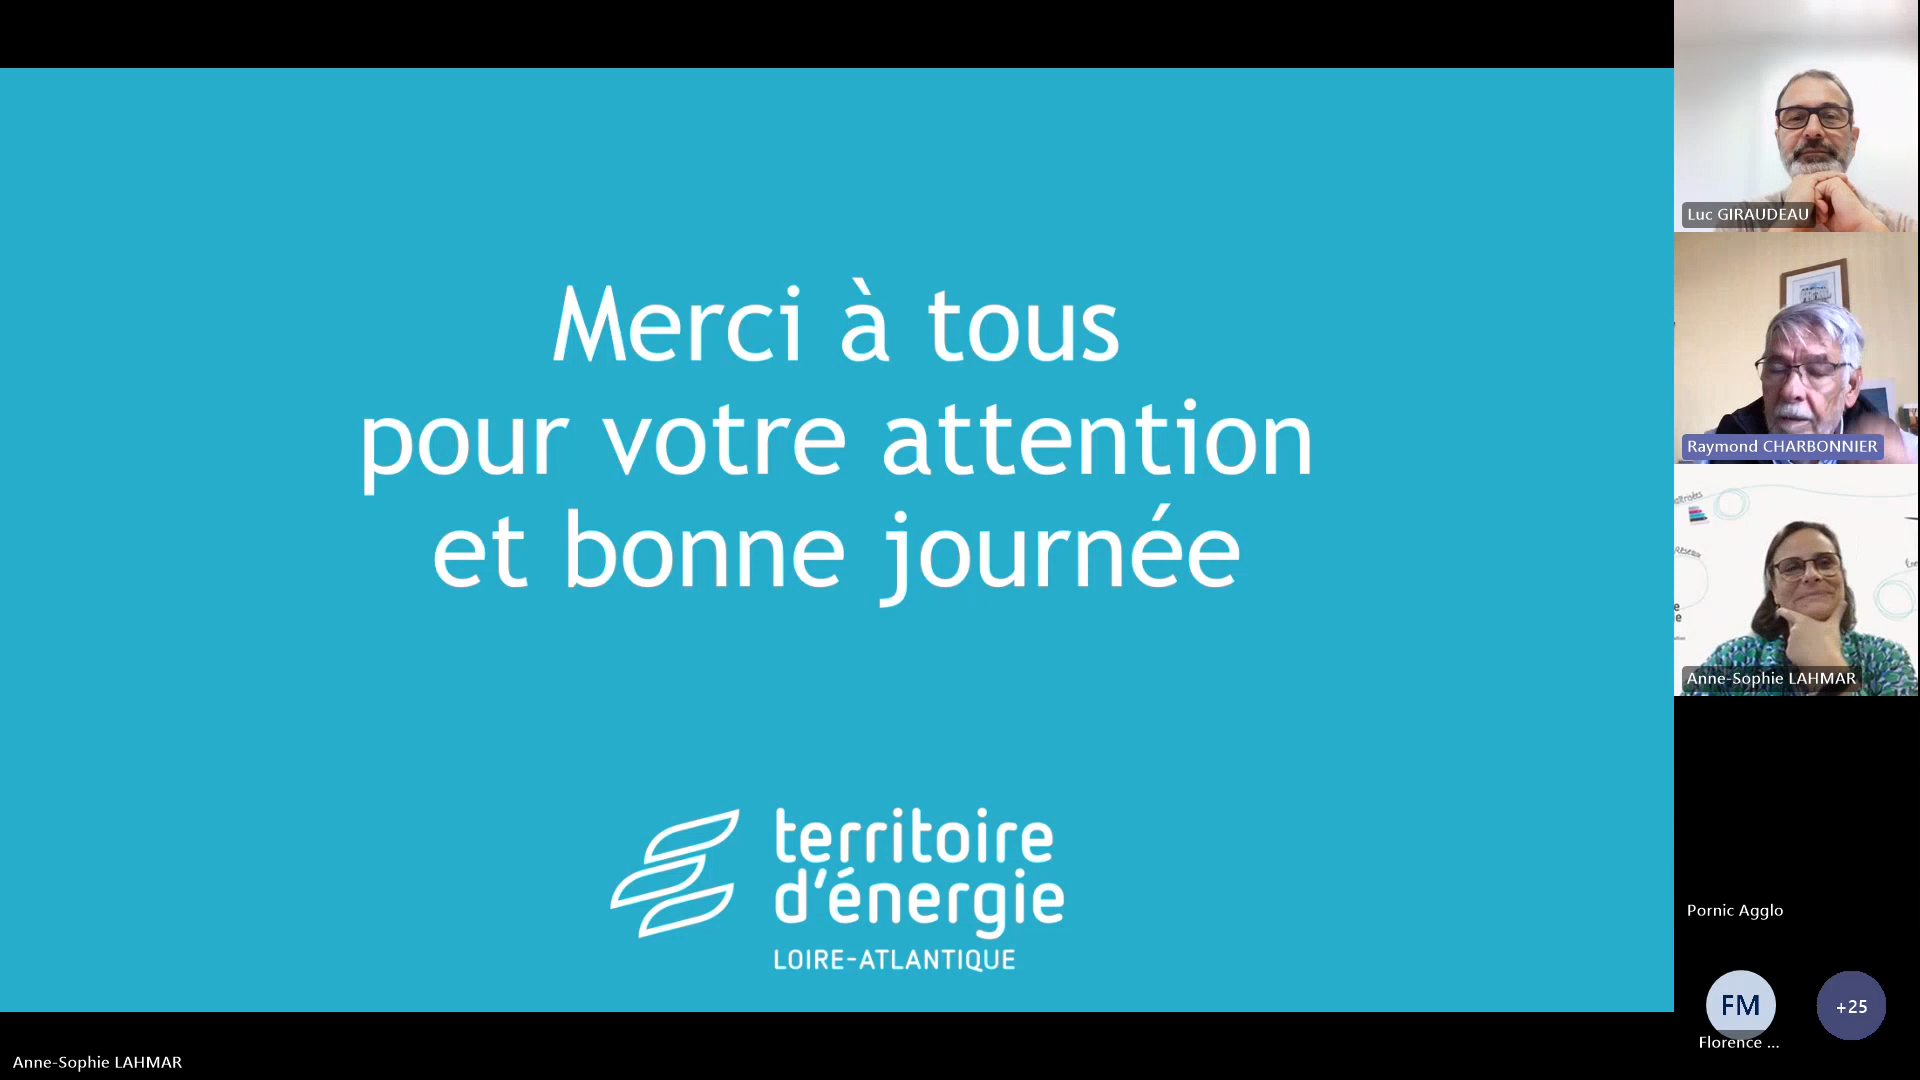 Merci à tous
pour votre attention
et bonne journée
territoire
d'énergie
LOIRE-ATLANTIQUE
Anne-Sophie LAHMAR
Luc GIRAUDEAU
Raymond CHARBONNIER
Anne-Sophie LAHMAR
Pornic Agglo
FM
+25
Florence ...